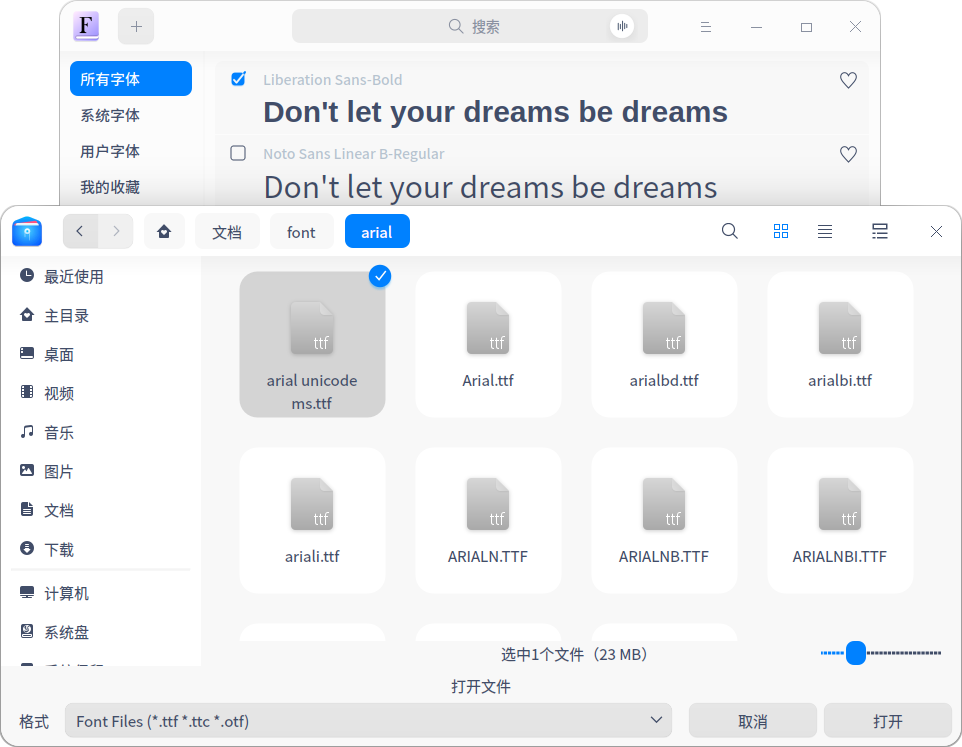 F
搜索
所有字体
系统字体
用户字体
我的收藏
Liberation Sans-Bold
Don't let your dreams be dreams
Noto Sans Linear B-Regular
Don't let your dreams be dreams
文档
font
arial
最近使用
主目录
桌面
视频
音乐
图片
文档
下载
计算机
系统盘
ttf
arial unicode
ms.ttf
ttf
Arial.ttf
ttf
arialbd.ttf
ttf
arialbi.ttf
ttf
ariali.ttf
ttf
ARIALN.TTF
ttf
ARIALNB.TTF
ttf
ARIALNBI.TTF
选中1个文件（23 MB）
打开文件
格式
Font Files (*.ttf *.ttc *.otf)
取消
打开